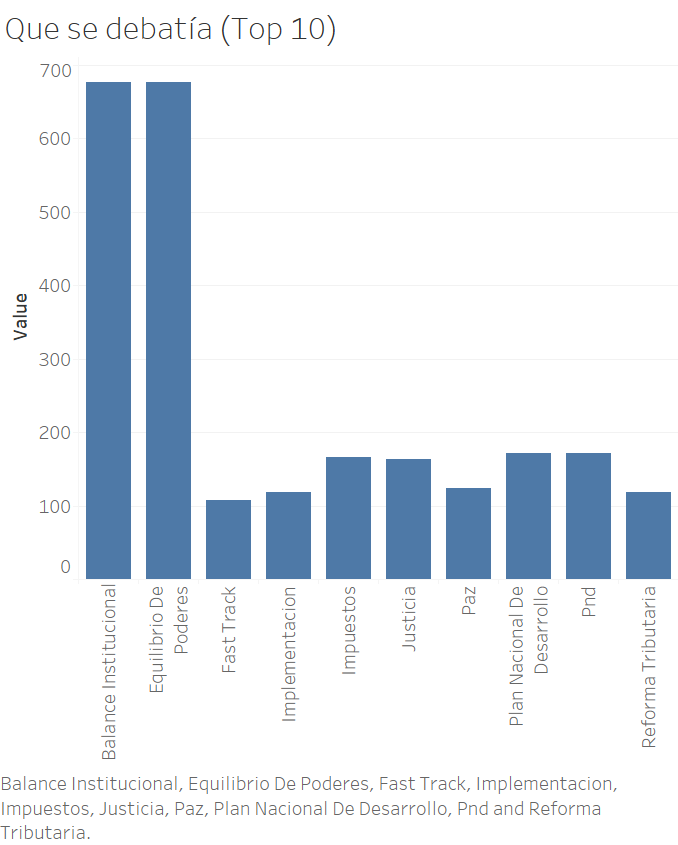 Que se debatía (Top 10)
700
600
500
400
300
200
100
0
Value
Balance Institucional
Equilibrio De
Poderes
Fast Track
Implementacion
Impuestos
Justicia
Paz
Plan Nacional De
Desarrollo
Pnd
Reforma Tributaria
Balance Institucional, Equilibrio De Poderes, Fast Track, Implementacion,
Impuestos, Justicia, Paz, Plan Nacional De Desarrollo, Pnd and Reforma
Tributaria.